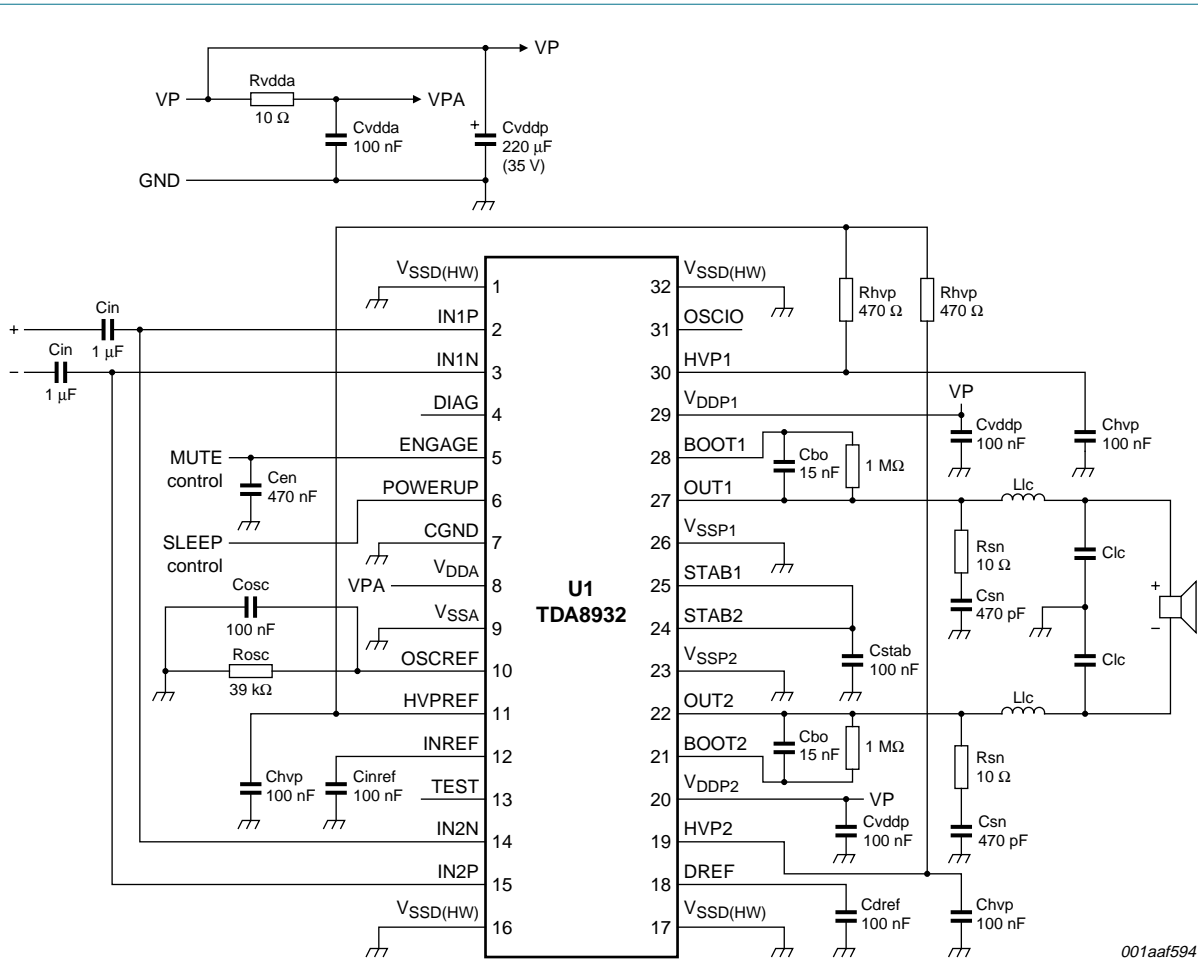 VP
VP
Rvdda
10 Ω
VPA
Cvdda
100 nF
+
Cvddp
220 μF
(35 V)
GND
U1
TDA8932
VSSD(HW)
1
+
Cin
1 μF
IN1P
2
−
Cin
1 μF
IN1N
3
DIAG
4
MUTE
control
ENGAGE
5
Cen
470 nF
POWERUP
6
SLEEP
control
CGND
7
VPA
VDDA
8
Cosc
100 nF
VSSA
9
Rosc
39 kΩ
OSCREF
10
HVPREF
11
Chvp
100 nF
INREF
12
Cinref
100 nF
TEST
13
IN2N
14
IN2P
15
VSSD(HW)
16
VSSD(HW)
32
Rhvp
470 Ω
Rhvp
470 Ω
OSCIO
31
HVP1
30
VDDP1
29
VP
Cvddp
100 nF
Chvp
100 nF
BOOT1
28
Cbo
15 nF
1 MΩ
OUT1
27
Llc
VSSP1
26
Rsn
10 Ω
Clc
STAB1
25
Csn
470 pF
+
−
STAB2
24
Cstab
100 nF
VSSP2
23
Clc
OUT2
22
Llc
Cbo
15 nF
1 MΩ
BOOT2
21
Rsn
10 Ω
VDDP2
20
VP
Cvddp
100 nF
Csn
470 pF
HVP2
19
DREF
18
Cdref
100 nF
Chvp
100 nF
VSSD(HW)
17
001aaf594